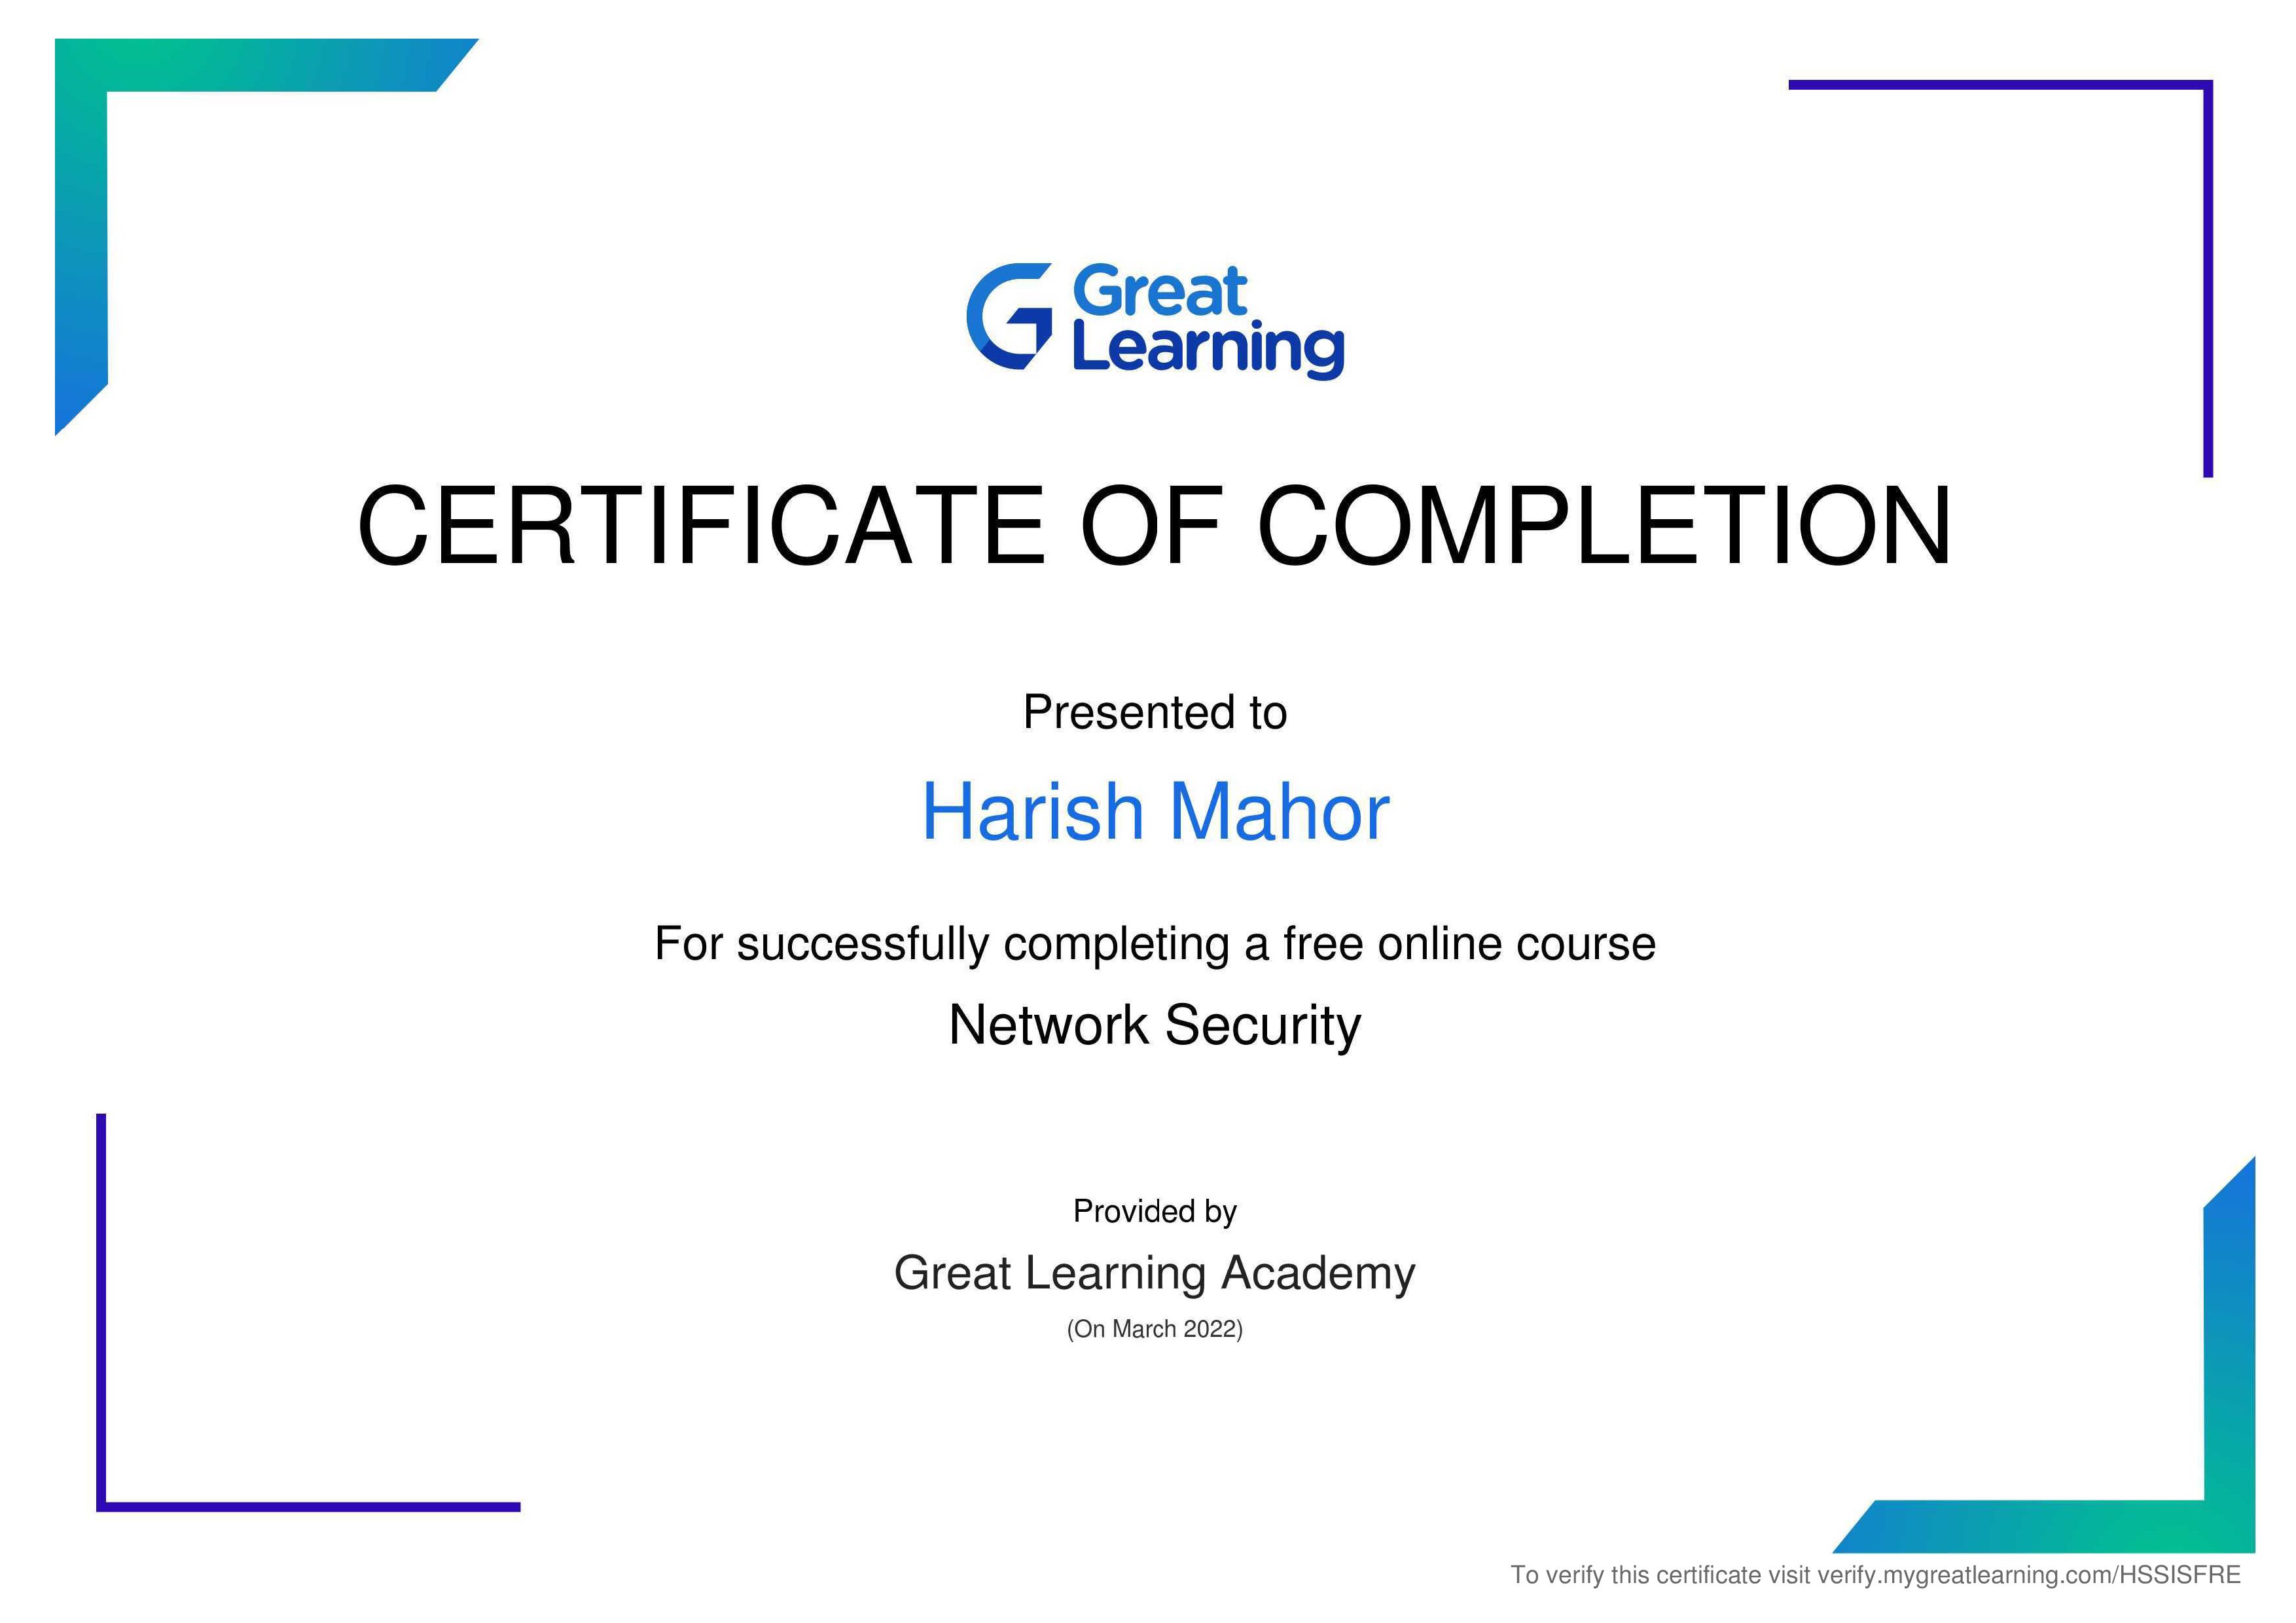 Great
Learning
CERTIFICATE OF COMPLETION
Presented to
Harish Mahor
For successfully completing a free online course
Network Security
Provided by
Great Learning Academy
(On March 2022)
To verify this certificate visit verify.mygreatlearning.com/HSSISFRE